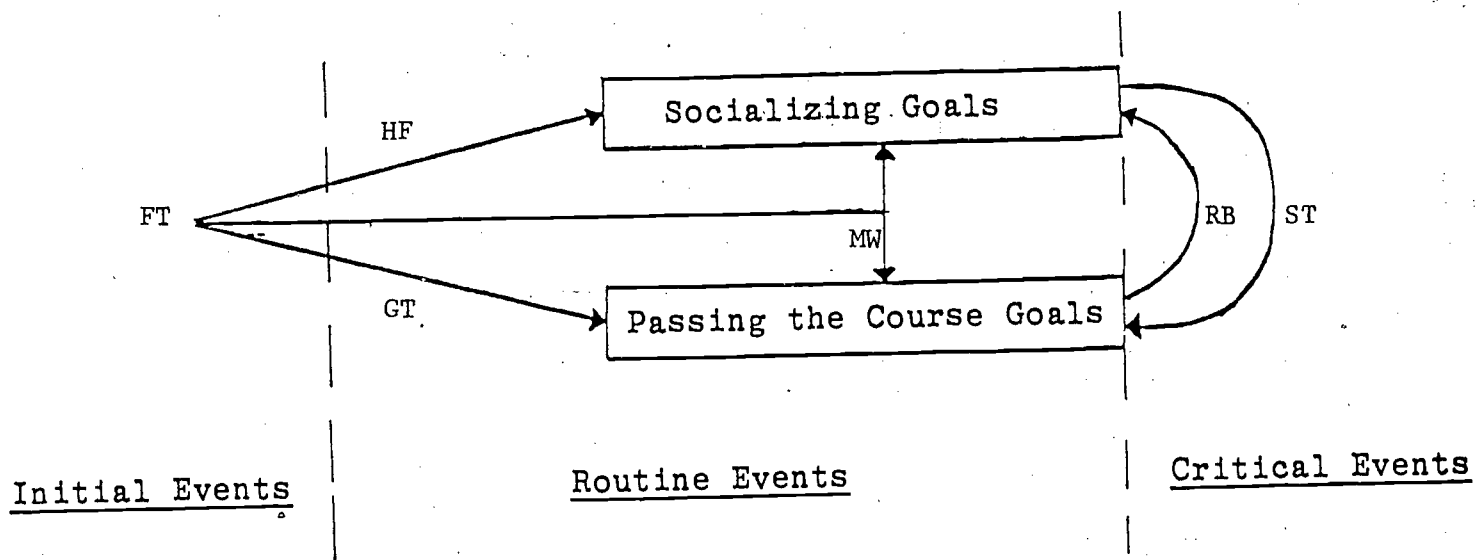 Socializing Goals
HF
FT
MW
RB
ST
GT
Passing the Course Goals
Initial Events
Routine Events
Critical Events